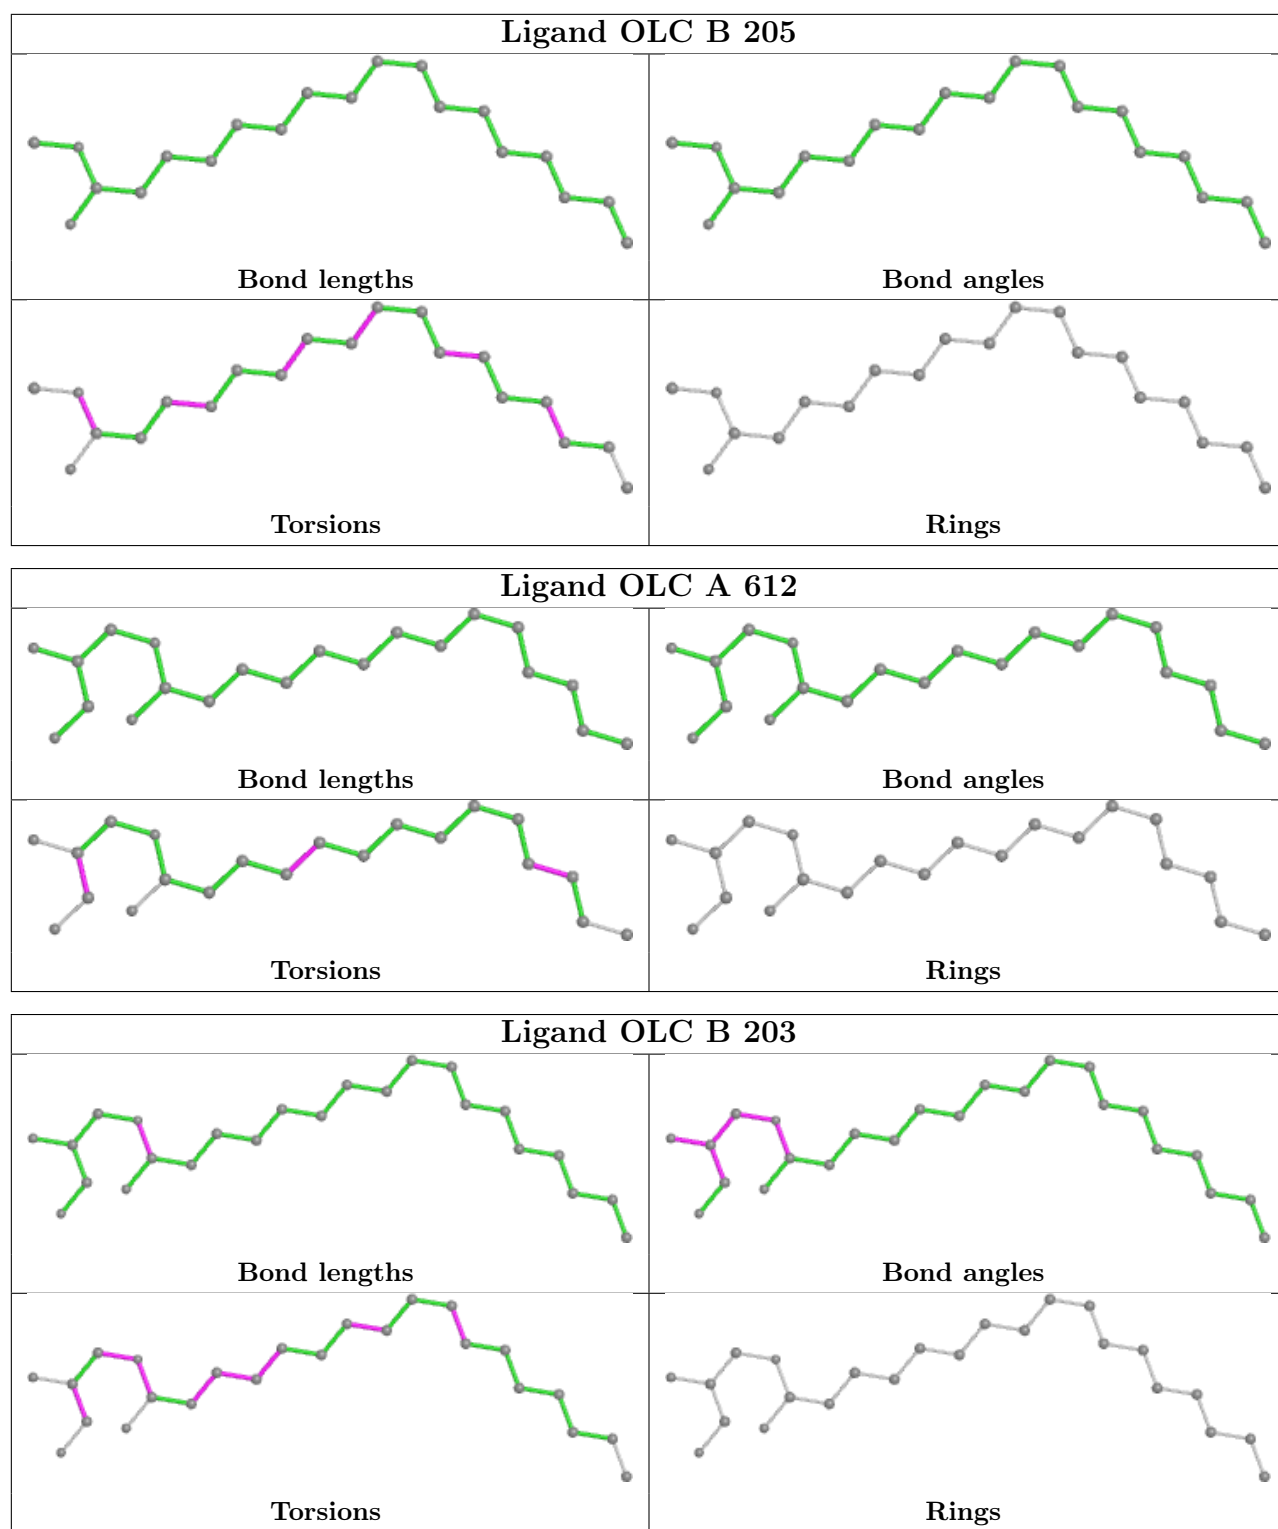 Ligand OLC B 205
Bond lengths
Bond angles
Torsions
Rings
Ligand OLC A 612
Bond lengths
Bond angles
Torsions
Rings
Ligand OLC B 203
Bond lengths
Bond angles
Torsions
Rings